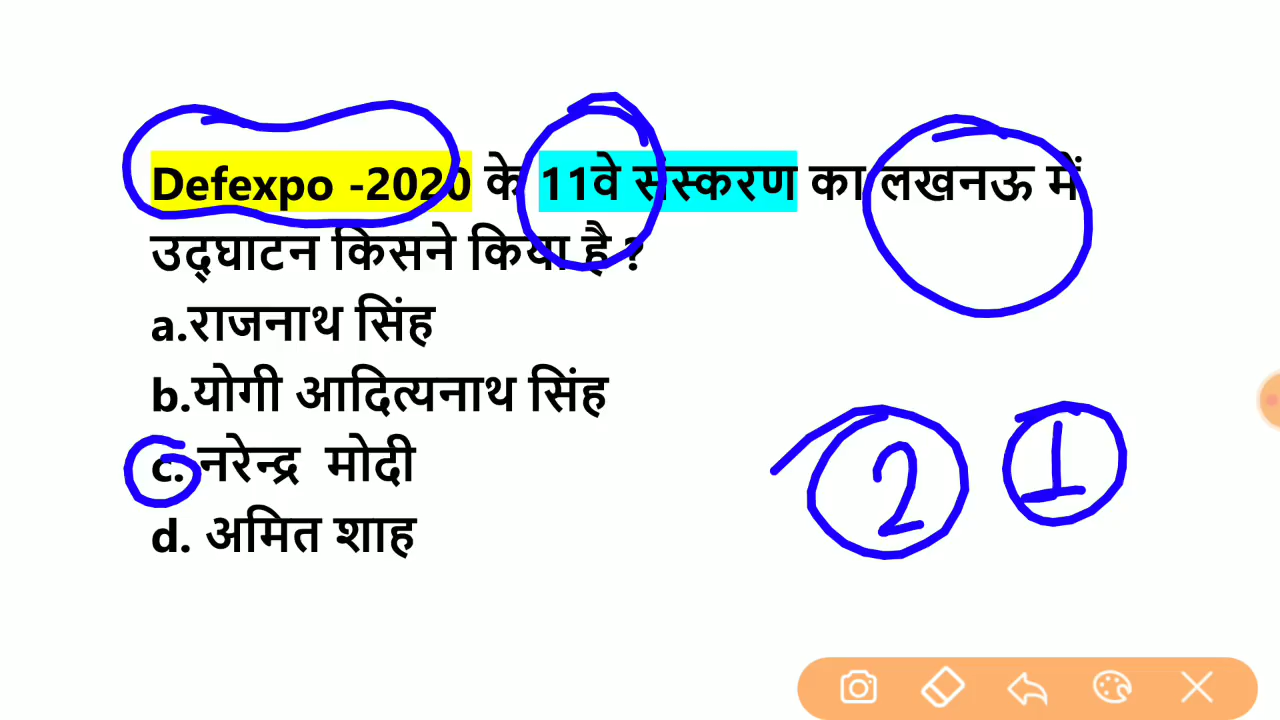 Defexpo -2020 के 11वे संस्करण का लखनऊ में
उद्घाटन किसने किया है ?
a.राजनाथ सिंह
b.योगी आदित्यनाथ सिंह
c. नरेन्द्र मोदी
d. अमित शाह
2 1